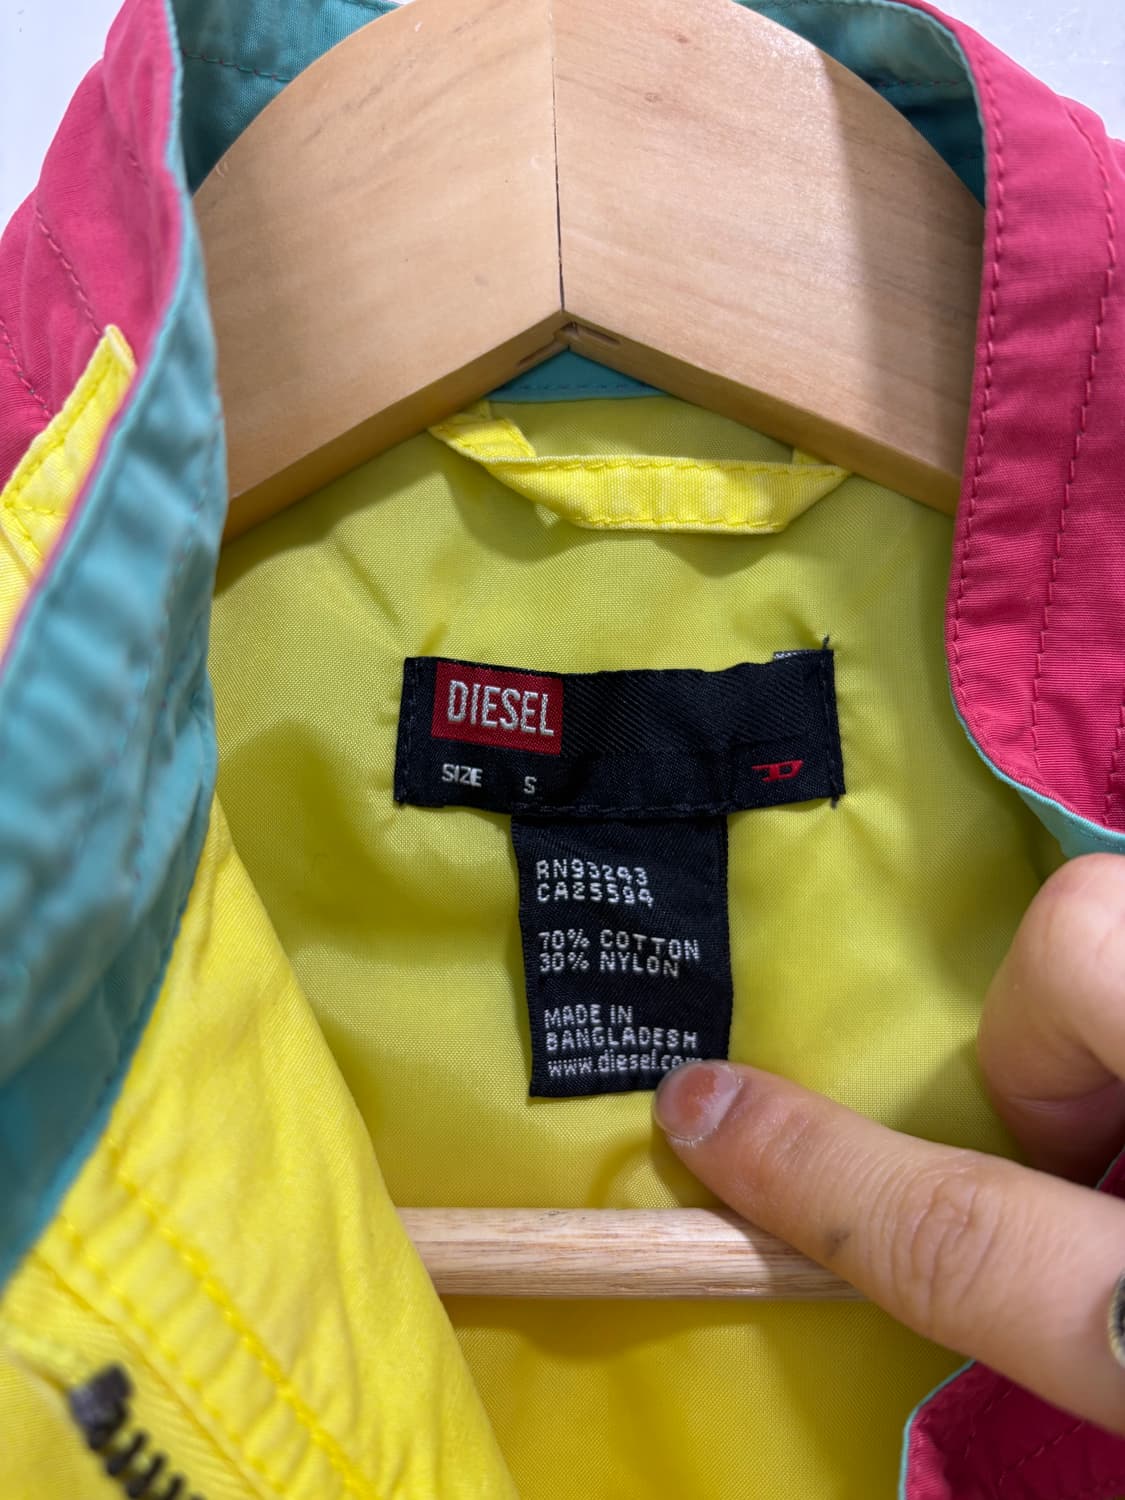 DIESEL
SIZE S
RN93243
CA25594
70% COTTON
30% NYLON
MADE IN
BANGLADESH
www.diesel.com